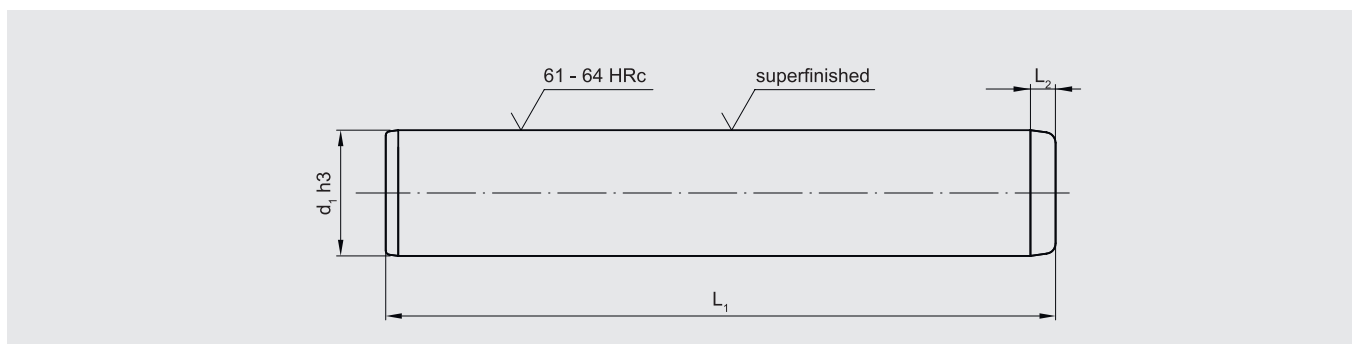 61 - 64 HRc
superfinished
L₂
d₁ h3
L₁